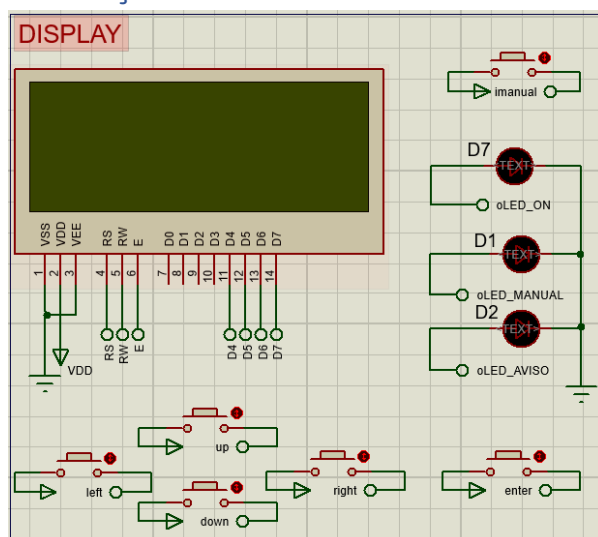 DISPLAY
imanual
D7
TEXT
oLED_ON
D1
TEXT
oLED_MANUAL
D2
TEXT
oLED_AVISO
VSS VDD VEE RS RW E D0 D1 D2 D3 D4 D5 D6 D7
1 2 3 4 5 6 7 8 9 10 11 12 13 14
RS RW E D4 D5 D6 D7
VDD
up
left
down
right
enter